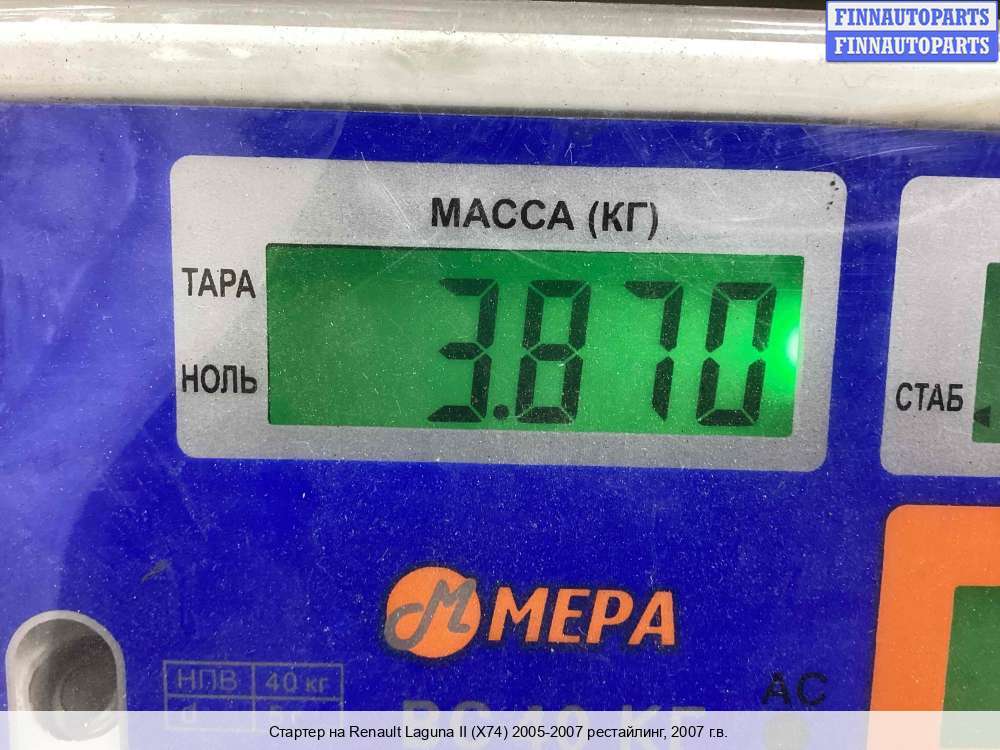 FINNAUTOPARTS
FINNAUTOPARTS
МАССА (КГ)
ТАРА
3.870
НОЛЬ
СТАБ
М МЕРА
НПВ 40 кг
АС
Стартер на Renault Laguna II (X74) 2005-2007 рестайлинг, 2007 г.в.